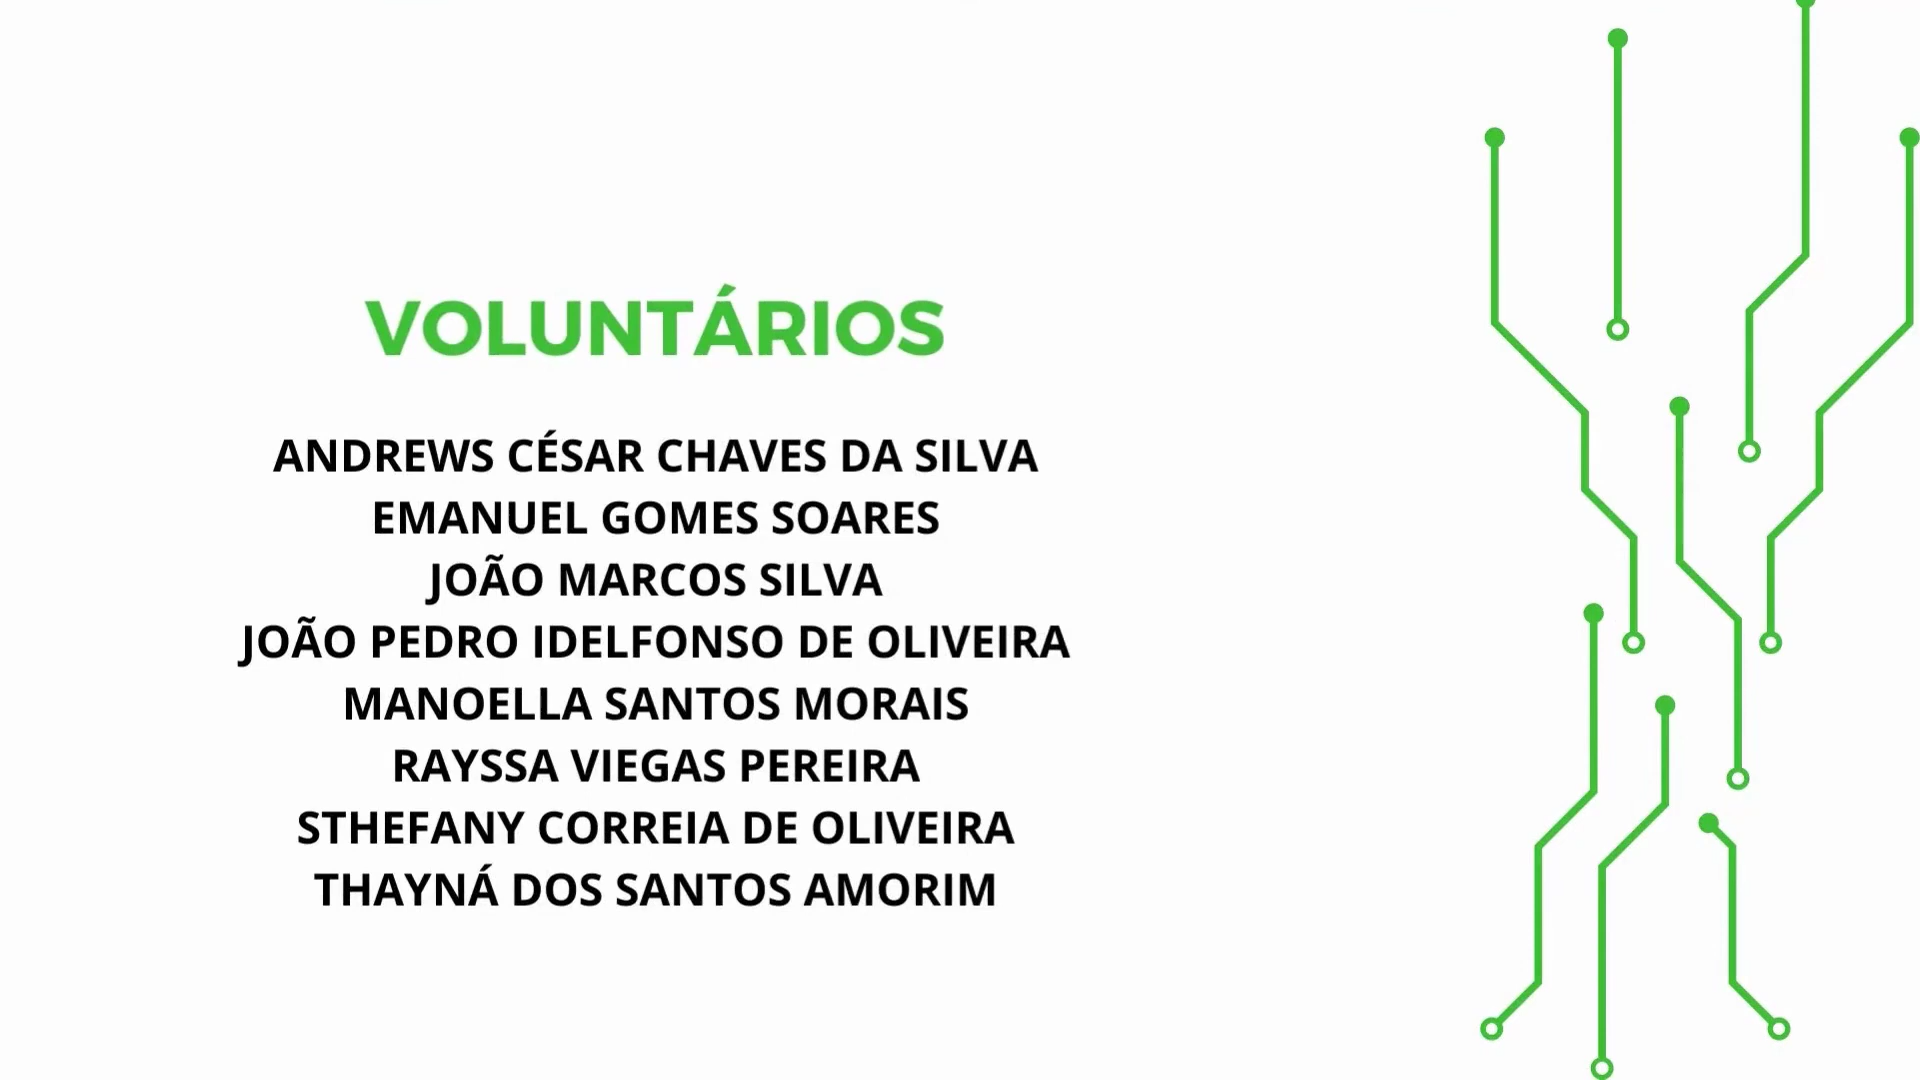 VOLUNTÁRIOS
ANDREWS CÉSAR CHAVES DA SILVA
EMANUEL GOMES SOARES
JOÃO MARCOS SILVA
JOÃO PEDRO IDELFONSO DE OLIVEIRA
MANOELLA SANTOS MORAIS
RAYSSA VIEGAS PEREIRA
STHEFANY CORREIA DE OLIVEIRA
THAYNÁ DOS SANTOS AMORIM